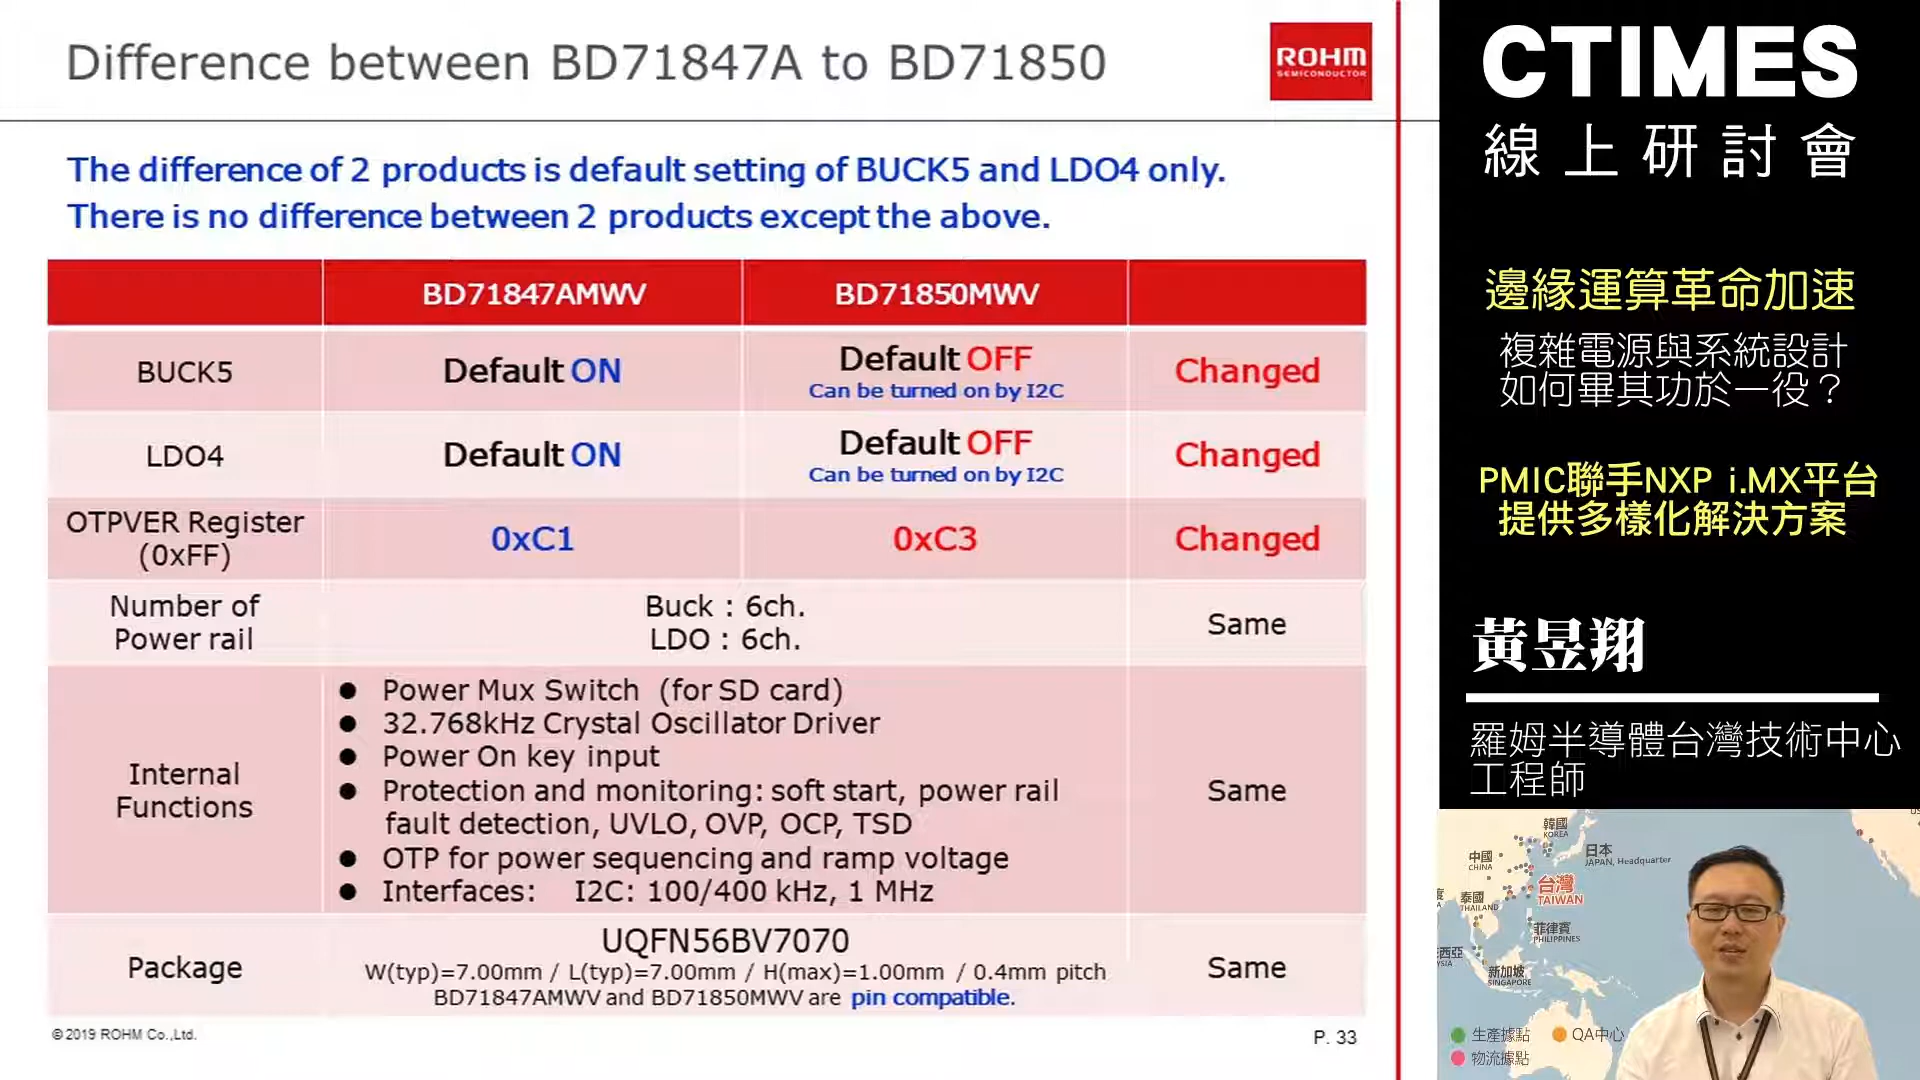 Difference between BD71847A to BD71850
ROHM
SEMICONDUCTOR
The difference of 2 products is default setting of BUCK5 and LDO4 only.
There is no difference between 2 products except the above.
BD71847AMWV BD71850MWV
BUCK5 Default ON Default OFF Changed
Can be turned on by I2C
LDO4 Default ON Default OFF Changed
Can be turned on by I2C
OTPVER Register
(0xFF) 0xC1 0xC3 Changed
Number of
Power rail
Buck : 6ch.
LDO : 6ch.
Same
Internal
Functions
● Power Mux Switch (for SD card)
● 32.768kHz Crystal Oscillator Driver
● Power On key input
● Protection and monitoring: soft start, power rail
fault detection, UVLO, OVP, OCP, TSD
● OTP for power sequencing and ramp voltage
● Interfaces: I2C: 100/400 kHz, 1 MHz
Same
Package
UQFN56BV7070
W(typ)=7.00mm / L(typ)=7.00mm / H(max)=1.00mm / 0.4mm pitch
BD71847AMWV and BD71850MWV are pin compatible.
Same
©2019 ROHM Co.,Ltd.
P. 33
CTIMES
線上研討會
邊緣運算革命加速
複雜電源與系統設計
如何畢其功於一役？
PMIC聯手NXP i.MX平台
提供多樣化解決方案
黃昱翔
羅姆半導體台灣技術中心
工程師
韓國
KOREA
中國
CHINA
日本
JAPAN, Headquarter
台灣
TAIWAN
泰國
THAILAND
菲律賓
PHILIPPINES
西亞
新加坡
SINGAPORE
生產據點
QA中心
物流據點